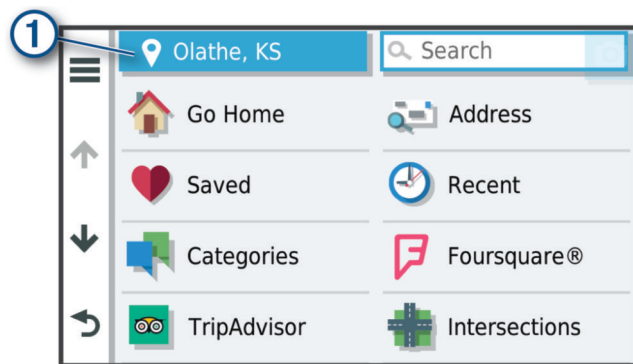 1
Olathe, KS
Search
Go Home
Address
Saved
Recent
Categories
Foursquare®
TripAdvisor
Intersections